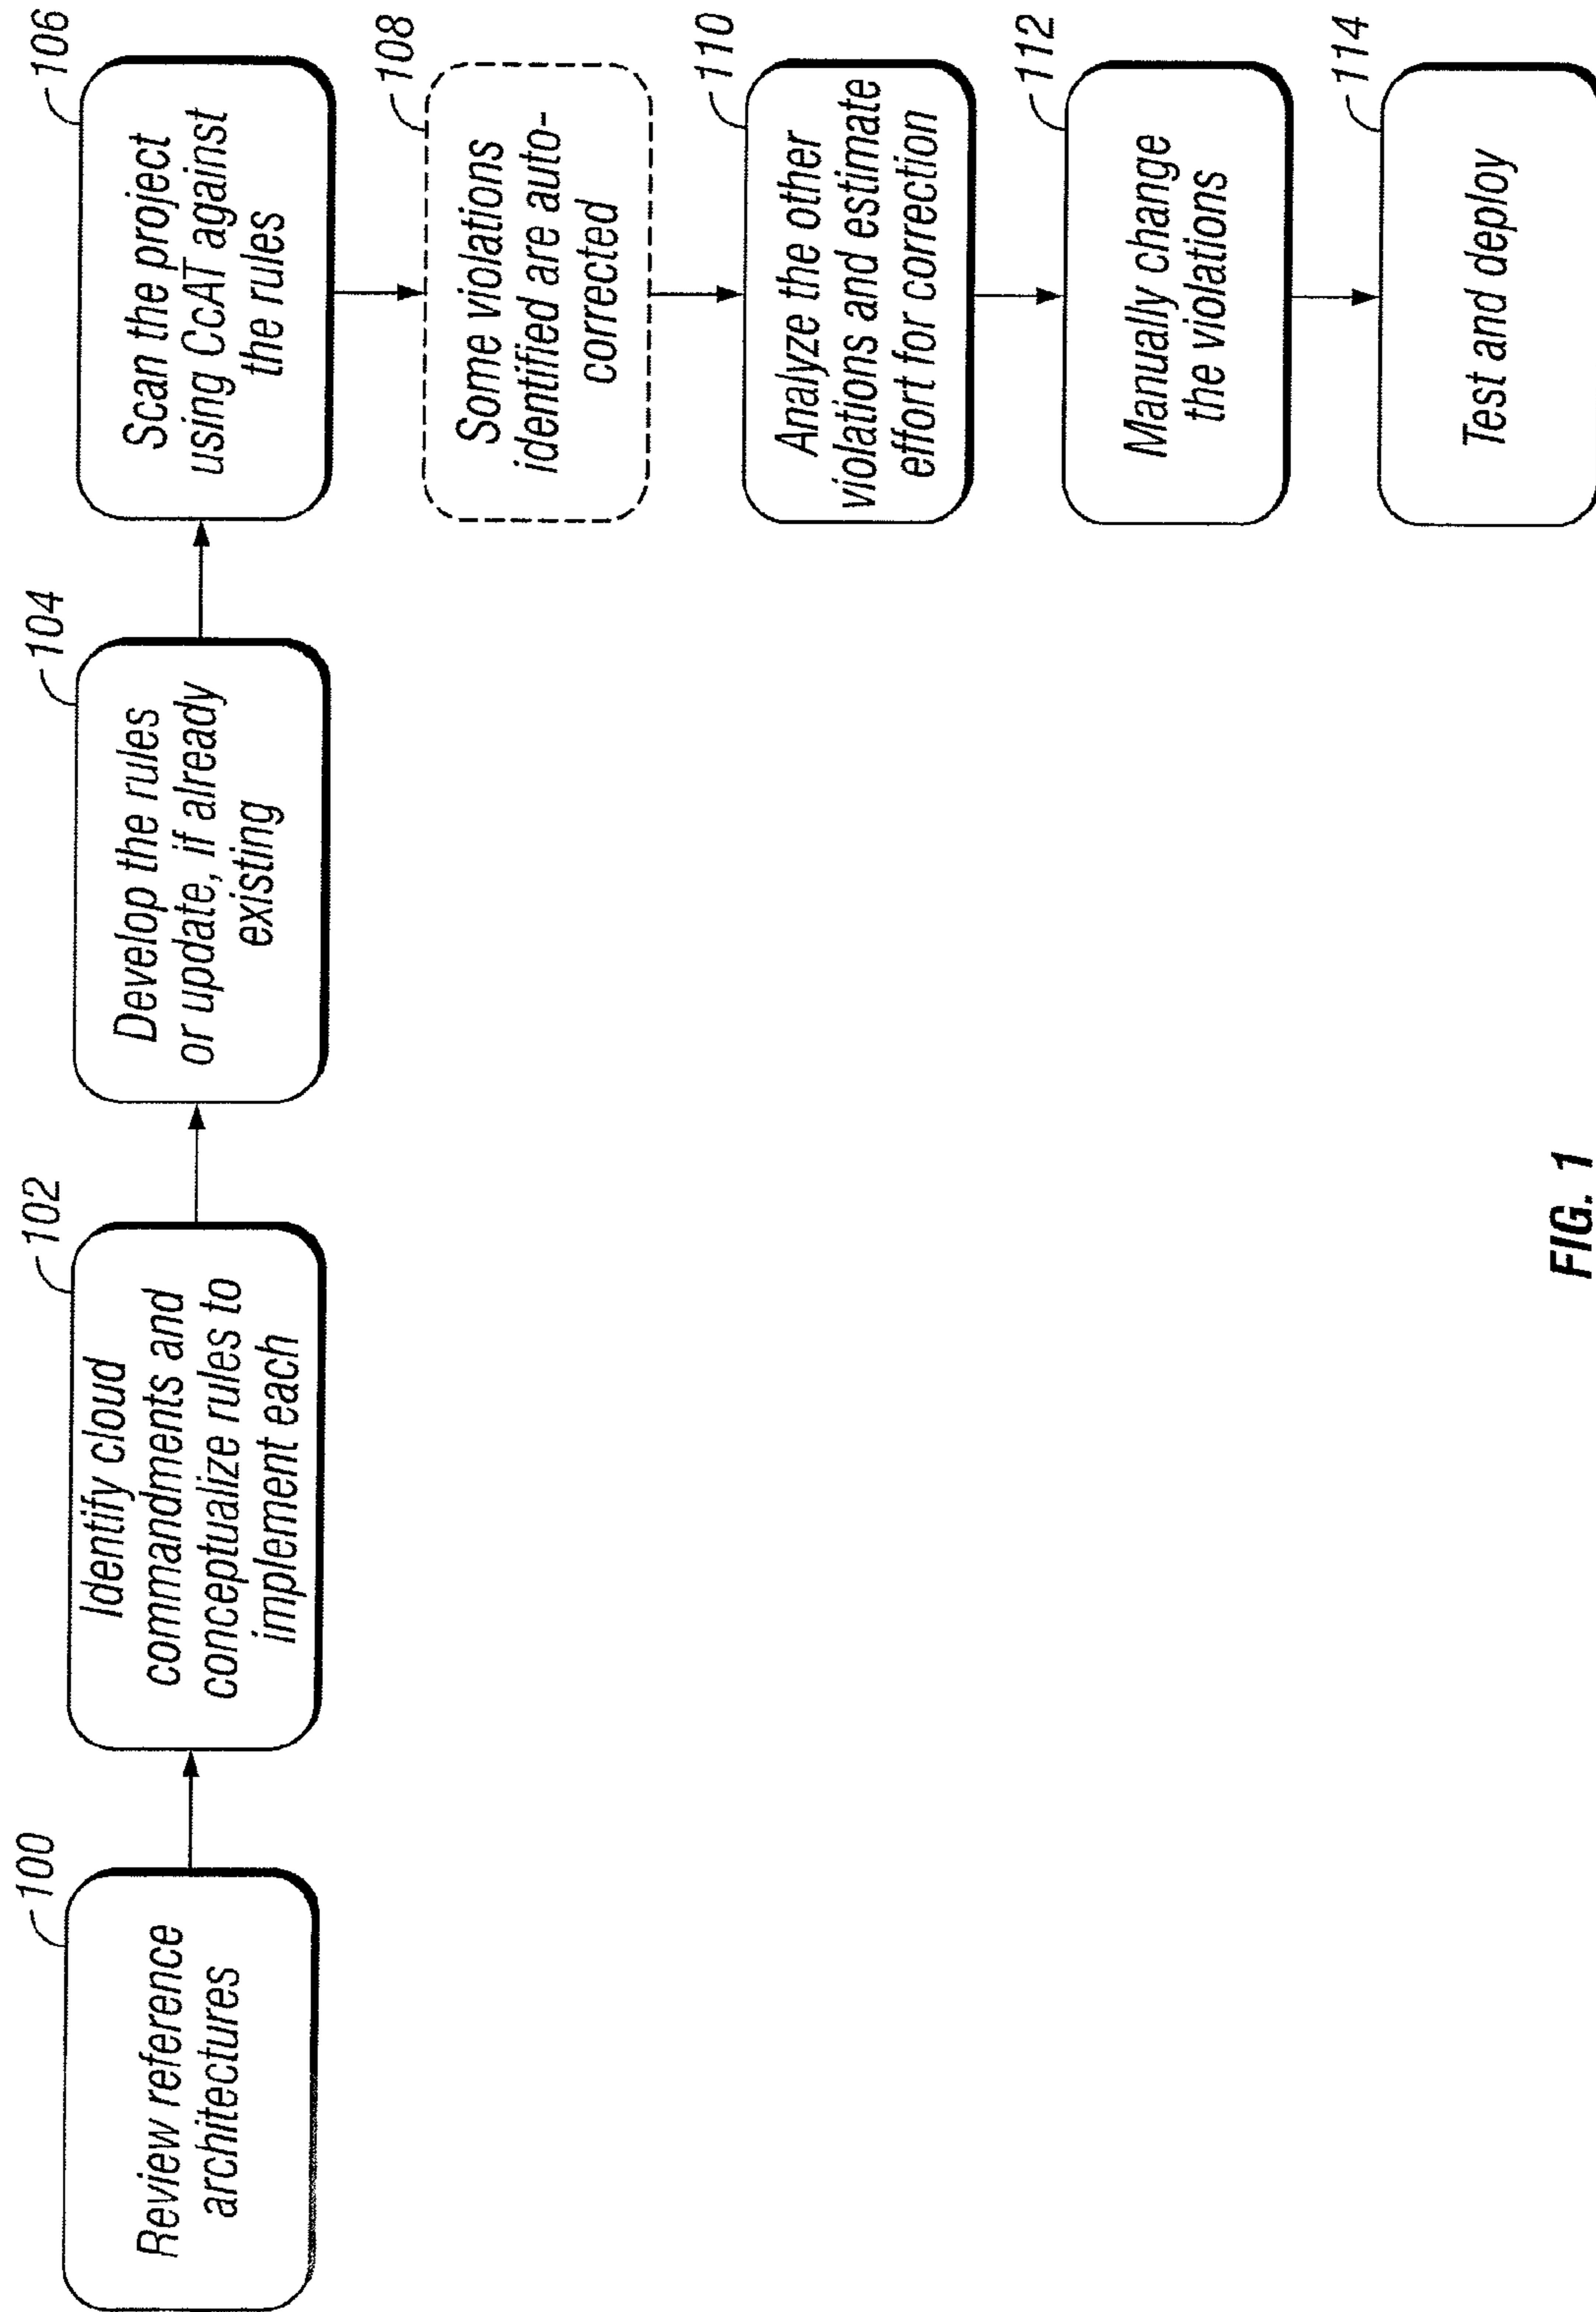 100
Review reference
architectures
102
Identify cloud
commandments and
conceptualize rules to
implement each
104
Develop the rules
or update, if already
existing
106
Scan the project
using CcAT against
the rules
108
Some violations
identified are auto-
corrected
110
Analyze the other
violations and estimate
effort for correction
112
Manually change
the violations
114
Test and deploy
FIG. 1